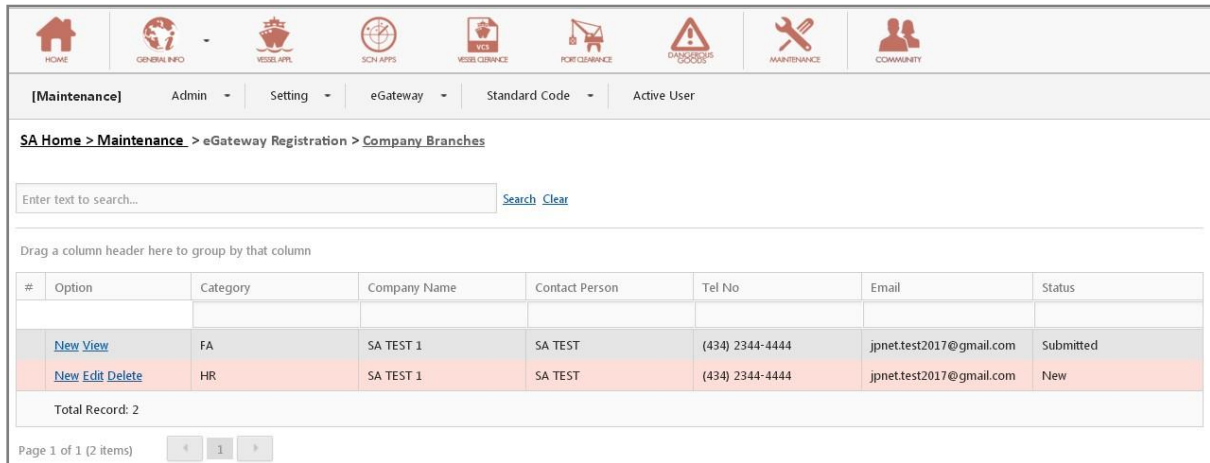 HOME GENERAL INFO VESSEL APPL SCN APPS VCS VESSEL CLERANCE PORT CLEARANCE DANGEROUS GOODS MAINTENANCE COMMUNITY
[Maintenance] Admin Setting eGateway Standard Code Active User
SA Home > Maintenance > eGateway Registration > Company Branches
Enter text to search... Search Clear
Drag a column header here to group by that column
# Option Category Company Name Contact Person Tel No Email Status
New View FA SA TEST 1 SA TEST (434) 2344-4444 jpnet.test2017@gmail.com Submitted
New Edit Delete HR SA TEST 1 SA TEST (434) 2344-4444 jpnet.test2017@gmail.com New
Total Record: 2
Page 1 of 1 (2 items) 1